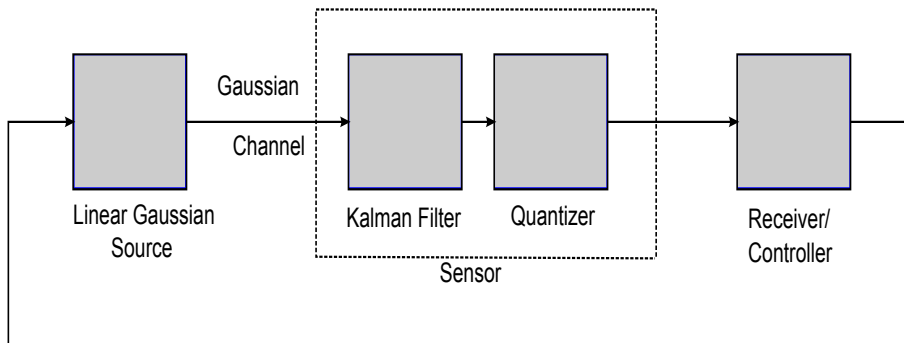 Gaussian
Channel
Linear Gaussian
Source
Kalman Filter
Quantizer
Sensor
Receiver/
Controller